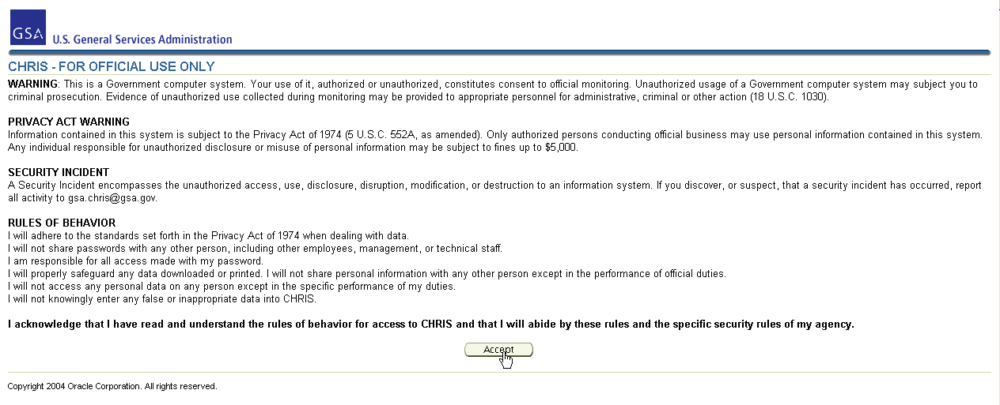 GSA
U.S. General Services Administration
CHRIS - FOR OFFICIAL USE ONLY
WARNING: This is a Government computer system. Your use of it, authorized or unauthorized, constitutes consent to official monitoring. Unauthorized usage of a Government computer system may subject you to
criminal prosecution. Evidence of unauthorized use collected during monitoring may be provided to appropriate personnel for administrative, criminal or other action (18 U.S.C. 1030).
PRIVACY ACT WARNING
Information contained in this system is subject to the Privacy Act of 1974 (5 U.S.C. 552A, as amended). Only authorized persons conducting official business may use personal information contained in this system.
Any individual responsible for unauthorized disclosure or misuse of personal information may be subject to fines up to $5,000.
SECURITY INCIDENT
A Security Incident encompasses the unauthorized access, use, disclosure, disruption, modification, or destruction to an information system. If you discover, or suspect, that a security incident has occurred, report
all activity to gsa.chris@gsa.gov.
RULES OF BEHAVIOR
I will adhere to the standards set forth in the Privacy Act of 1974 when dealing with data.
I will not share passwords with any other person, including other employees, management, or technical staff.
I am responsible for all access made with my password.
I will properly safeguard any data downloaded or printed. I will not share personal information with any other person except in the performance of official duties.
I will not access any personal data on any person except in the specific performance of my duties.
I will not knowingly enter any false or inappropriate data into CHRIS.
I acknowledge that I have read and understand the rules of behavior for access to CHRIS and that I will abide by these rules and the specific security rules of my agency.
Accept
Copyright 2004 Oracle Corporation. All rights reserved.